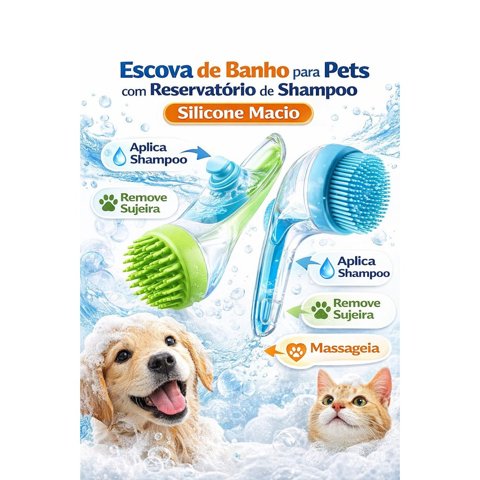 Escova de Banho para Pets
com Reservatório de Shampoo
Silicone Macio
Aplica
Shampoo
Remove
Sujeira
Aplica
Shampoo
Remove
Sujeira
Massageia